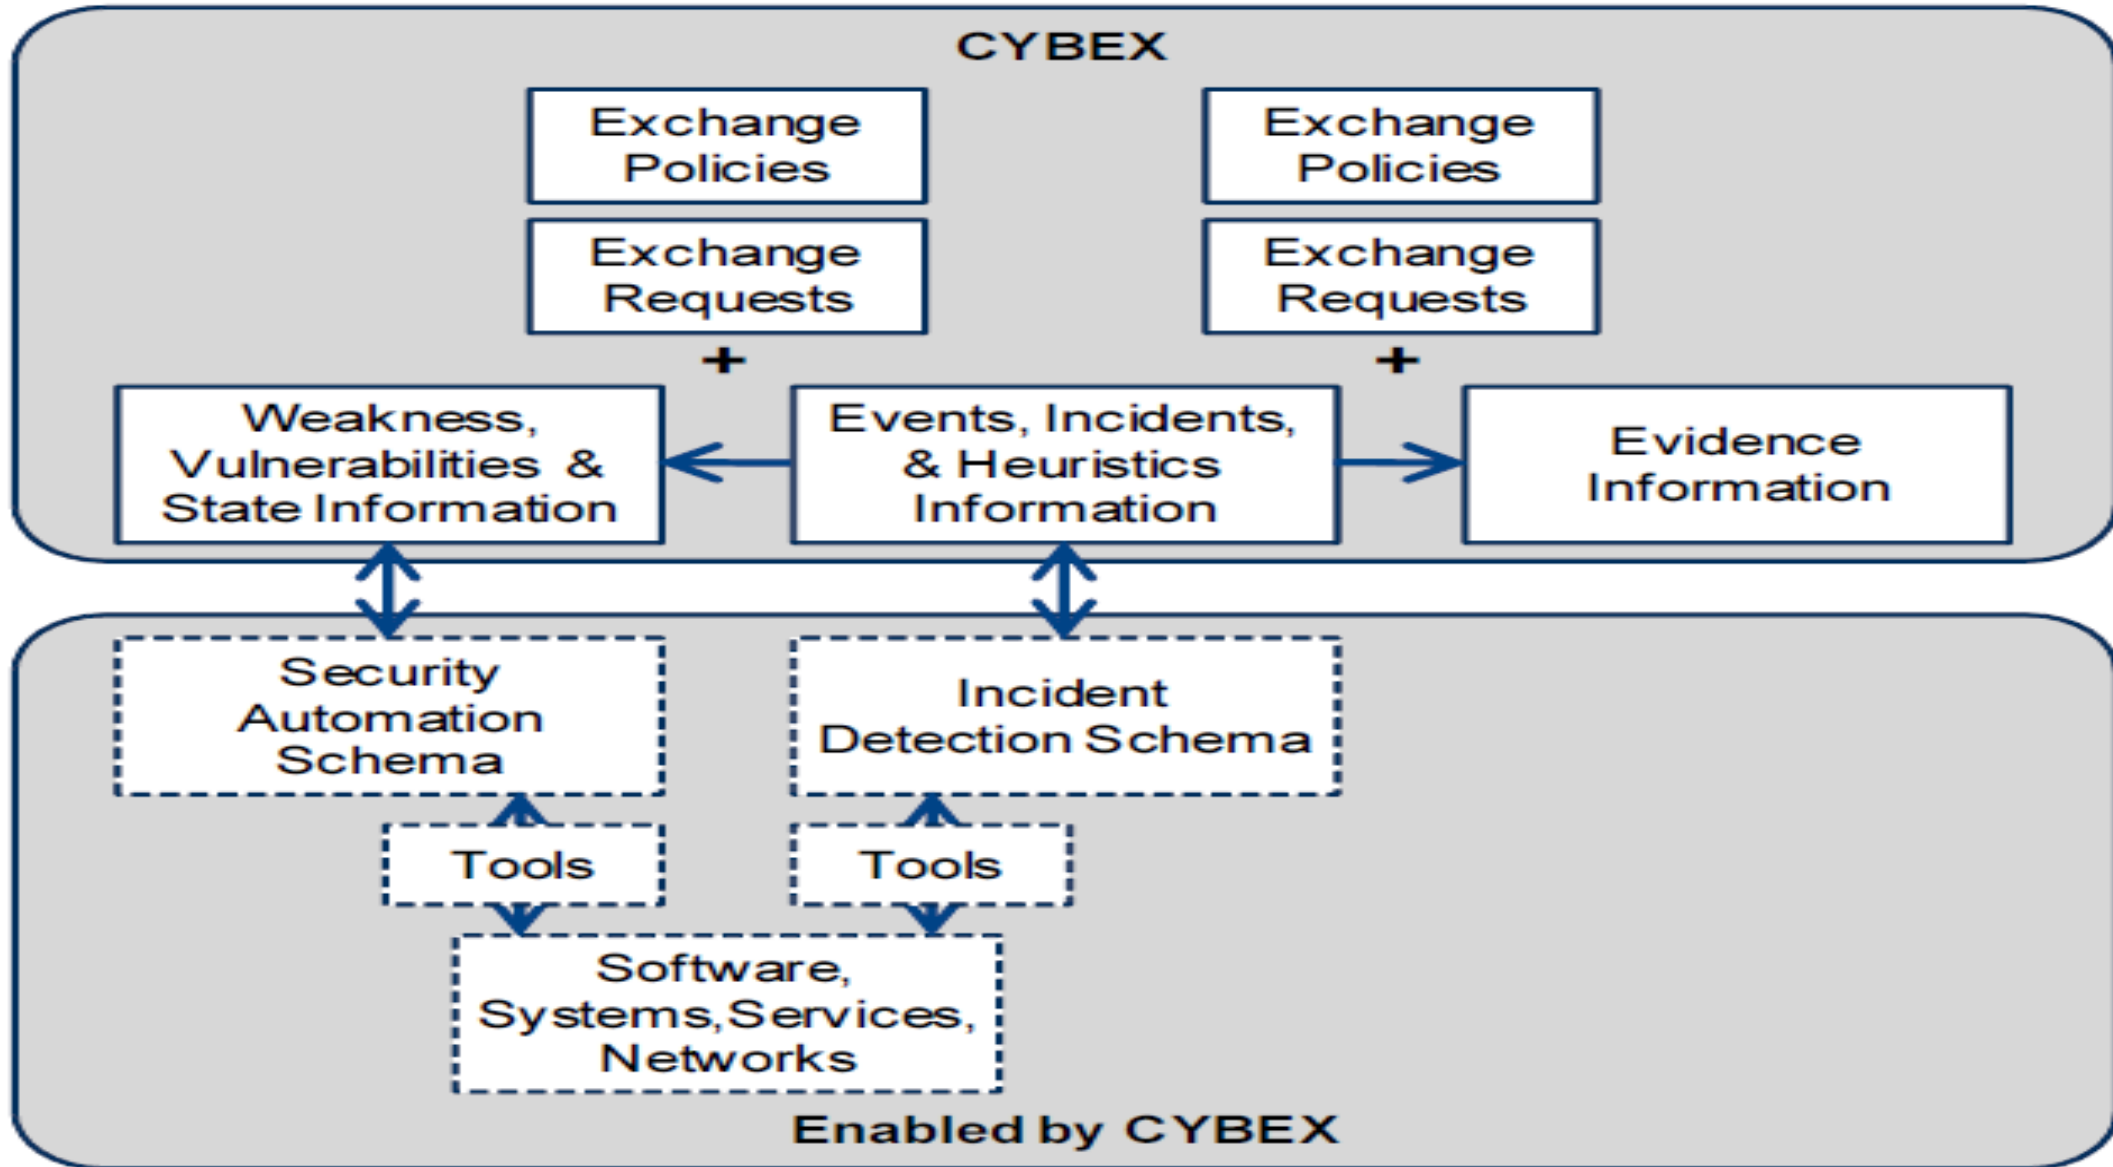 CYBEX
Exchange
Policies
Exchange
Policies
Exchange
Requests
Exchange
Requests
+
+
Weakness,
Vulnerabilities &
State Information
Events, Incidents,
& Heuristics
Information
Evidence
Information
Security
Automation
Schema
Incident
Detection Schema
Tools
Tools
Software,
Systems,Services,
Networks
Enabled by CYBEX